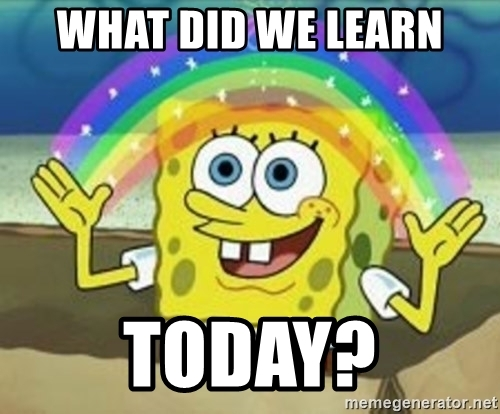 WHAT DID WE LEARN
TODAY?
memegenerator.net